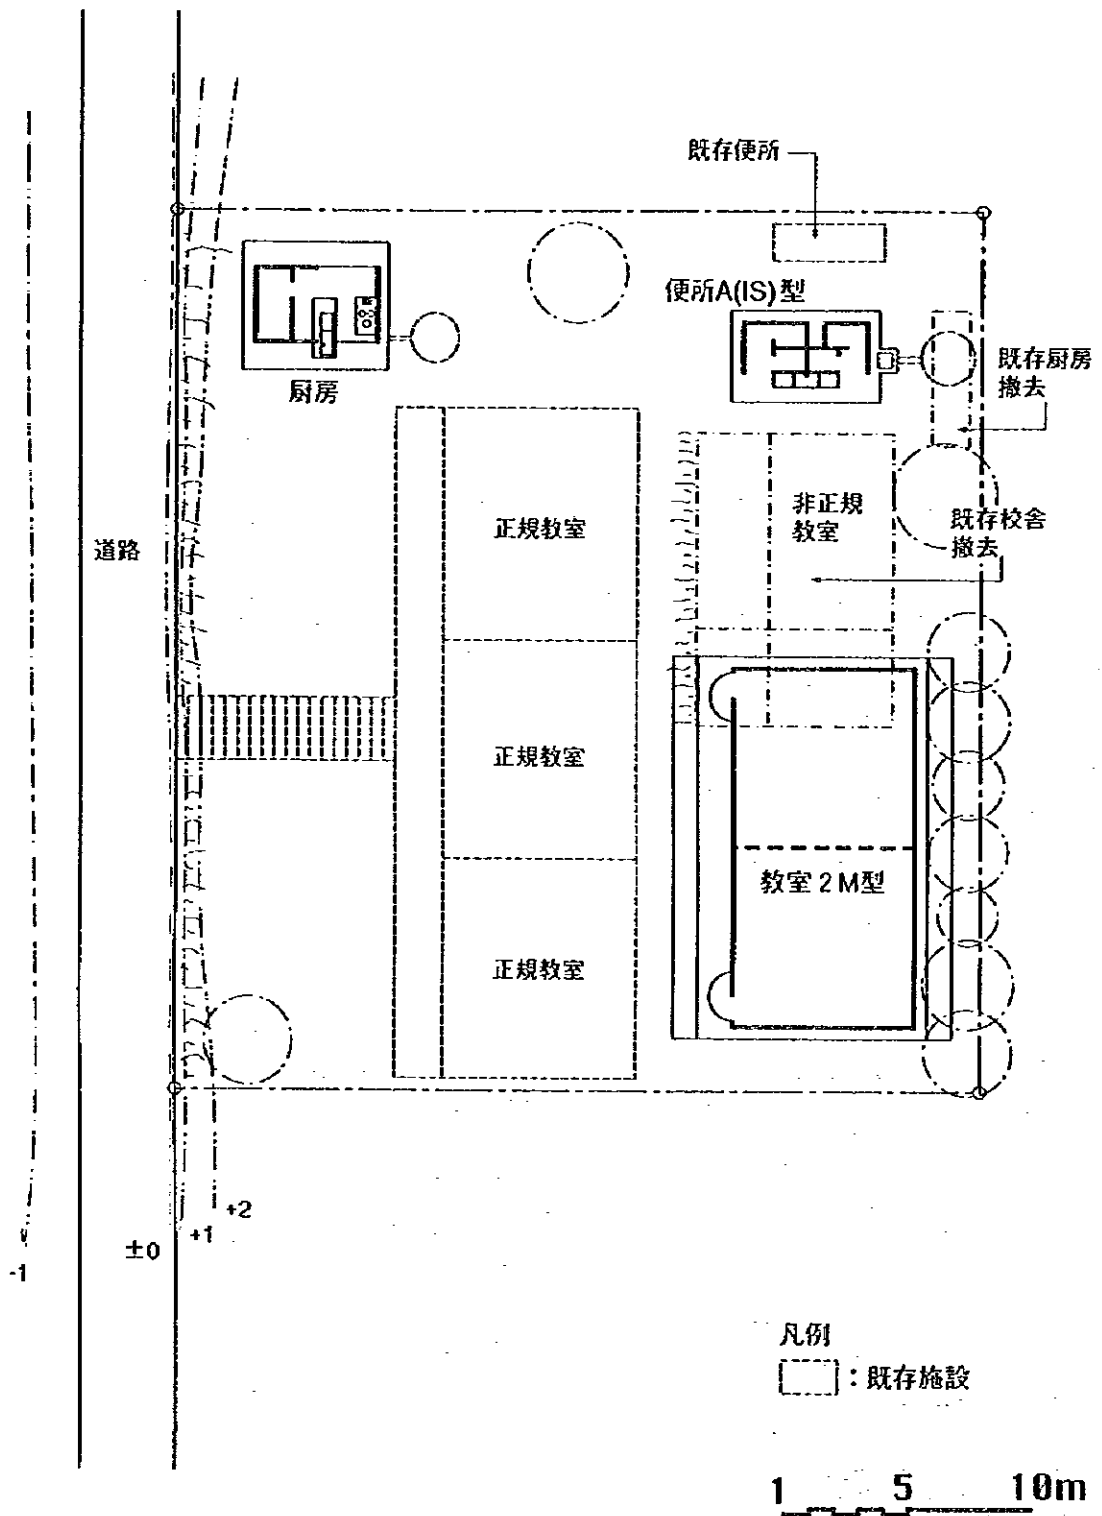 既存便所
便所A(IS)型
既存厨房
撤去
厨房
正規教室
非正規
教室
既存校舎
撤去
道路
正規教室
教室2M型
正規教室
+2
+1
±0
-1
凡例
：既存施設
1 5 10m